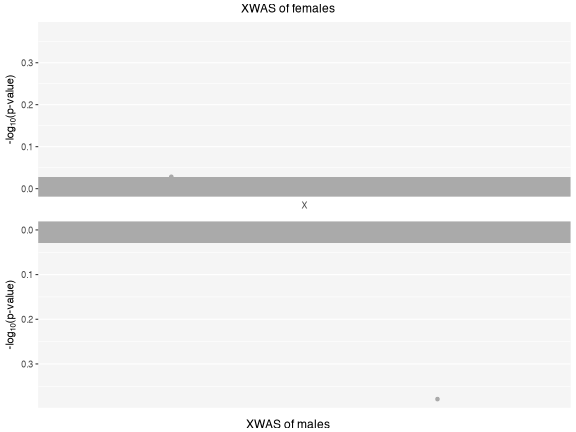 XWAS of females
-log10(p-value)
0.3
0.2
0.1
0.0
X
-log10(p-value)
0.0
0.1
0.2
0.3
XWAS of males